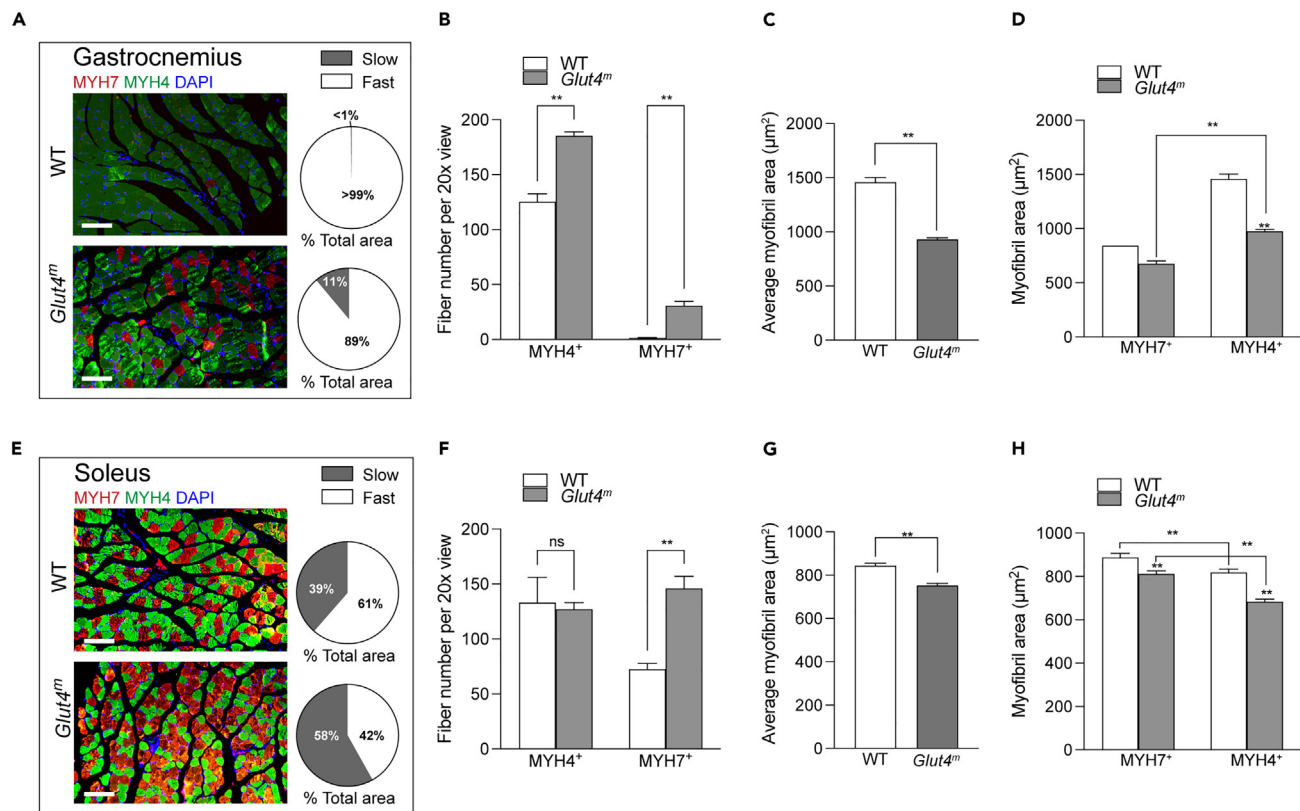 A
Gastrocnemius
MYH7 MYH4 DAPI
WT
Glut4ᵐ
Slow
Fast
<1%
>99%
% Total area
11%
89%
% Total area
B
WT
Glut4ᵐ
**
**
Fiber number per 20x view
200
150
100
50
0
MYH4⁺
MYH7⁺
C
**
Average myofibril area (µm²)
2000
1500
1000
500
0
WT
Glut4ᵐ
D
WT
Glut4ᵐ
**
**
Myofibril area (µm²)
2000
1500
1000
500
0
MYH7⁺
MYH4⁺
E
Soleus
MYH7 MYH4 DAPI
WT
Glut4ᵐ
Slow
Fast
39%
61%
% Total area
58%
42%
% Total area
F
WT
Glut4ᵐ
ns
**
Fiber number per 20x view
200
150
100
50
0
MYH4⁺
MYH7⁺
G
**
Average myofibril area (µm²)
1000
800
600
400
200
0
WT
Glut4ᵐ
H
WT
Glut4ᵐ
**
**
**
**
Myofibril area (µm²)
1000
800
600
400
200
0
MYH7⁺
MYH4⁺